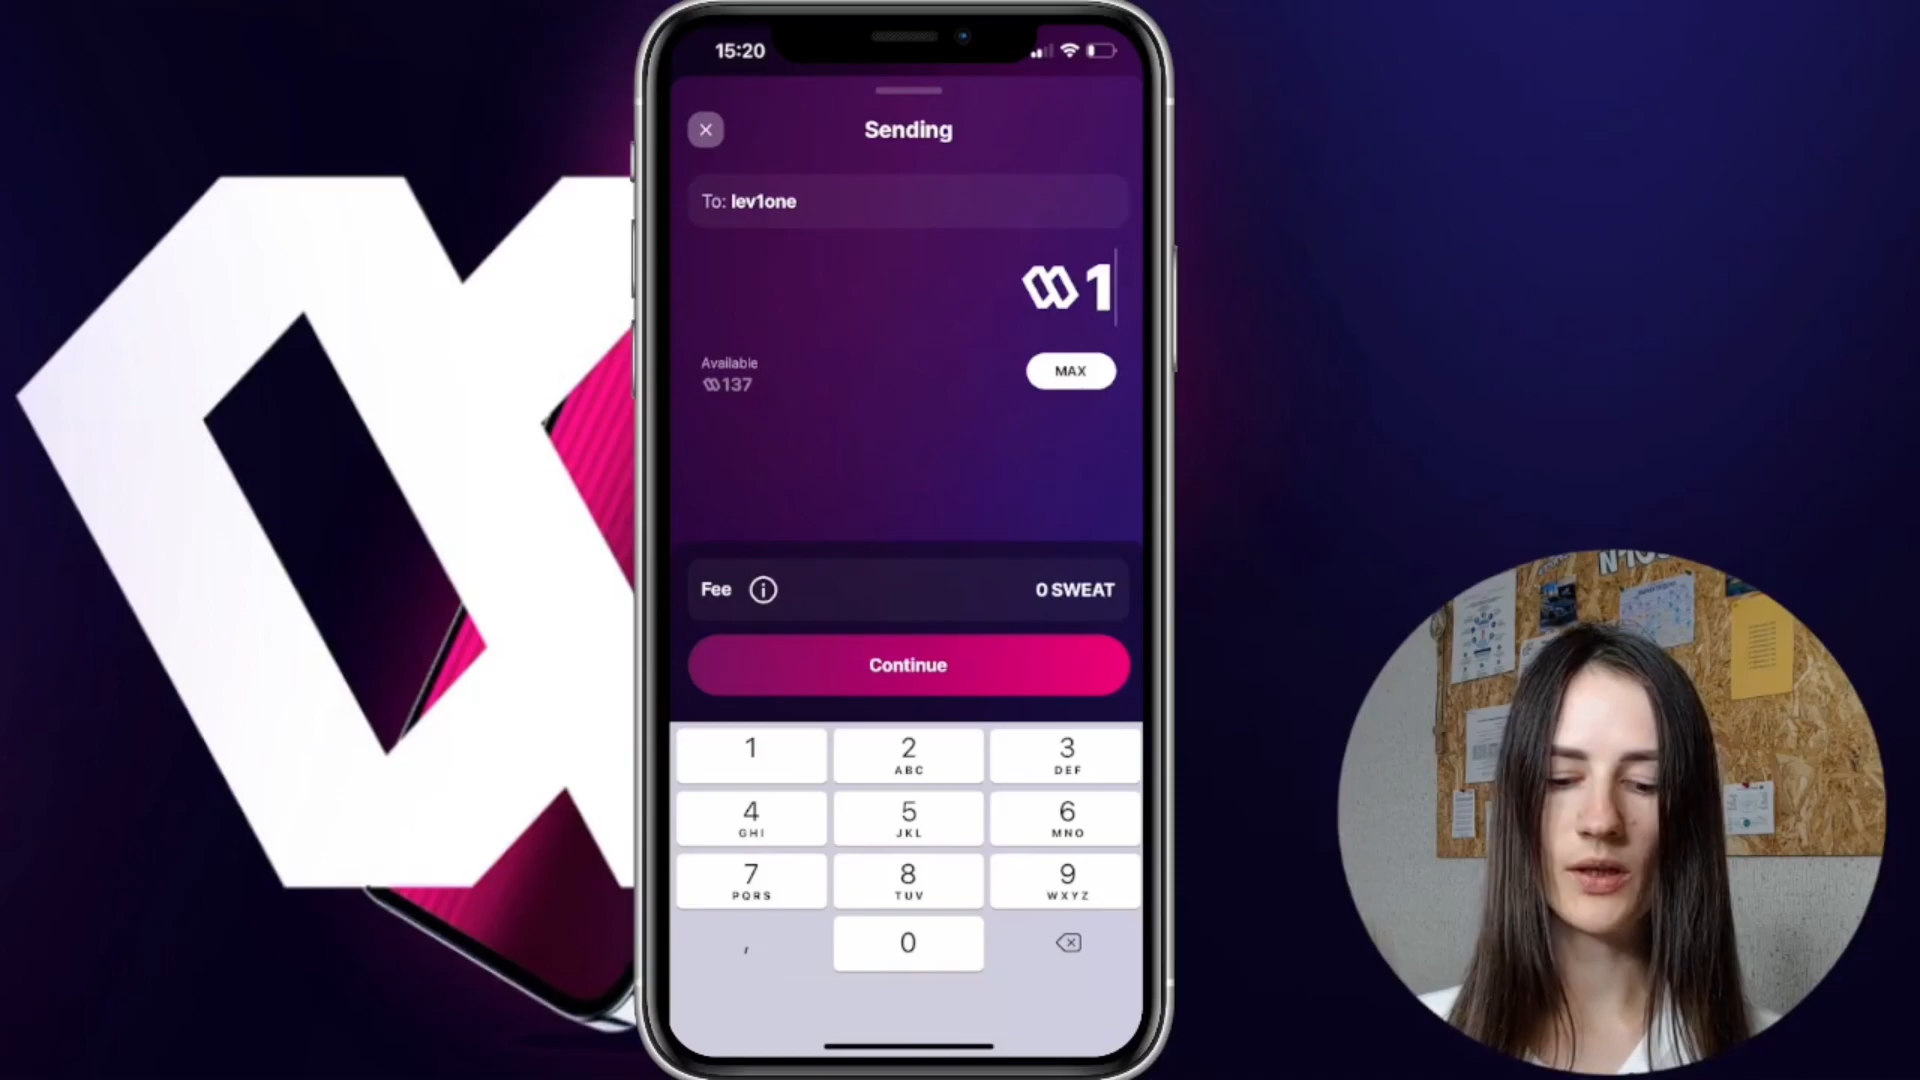 15:20
Sending
To: lev1one
1
Available
137
MAX
Fee
0 SWEAT
Continue
1
2
ABC
3
DEF
4
GHI
5
JKL
6
MNO
7
PQRS
8
TUV
9
WXYZ
,
0